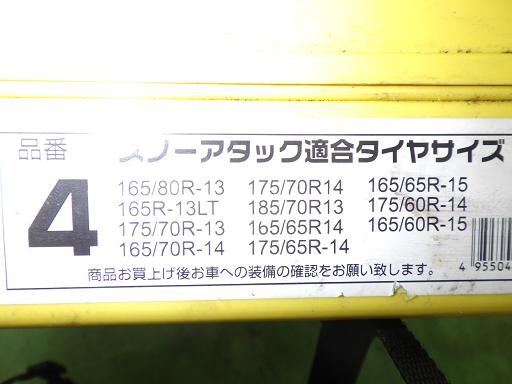 品番 スノーアタック適合タイヤサイズ
4
165/80R-13 175/70R14 165/65R-15
165R-13LT 185/70R13 175/60R-14
175/70R-13 165/65R14 165/60R-15
165/70R-14 175/65R-14
商品お買上げ後お車への装備の確認をお願い致します。
4 95504